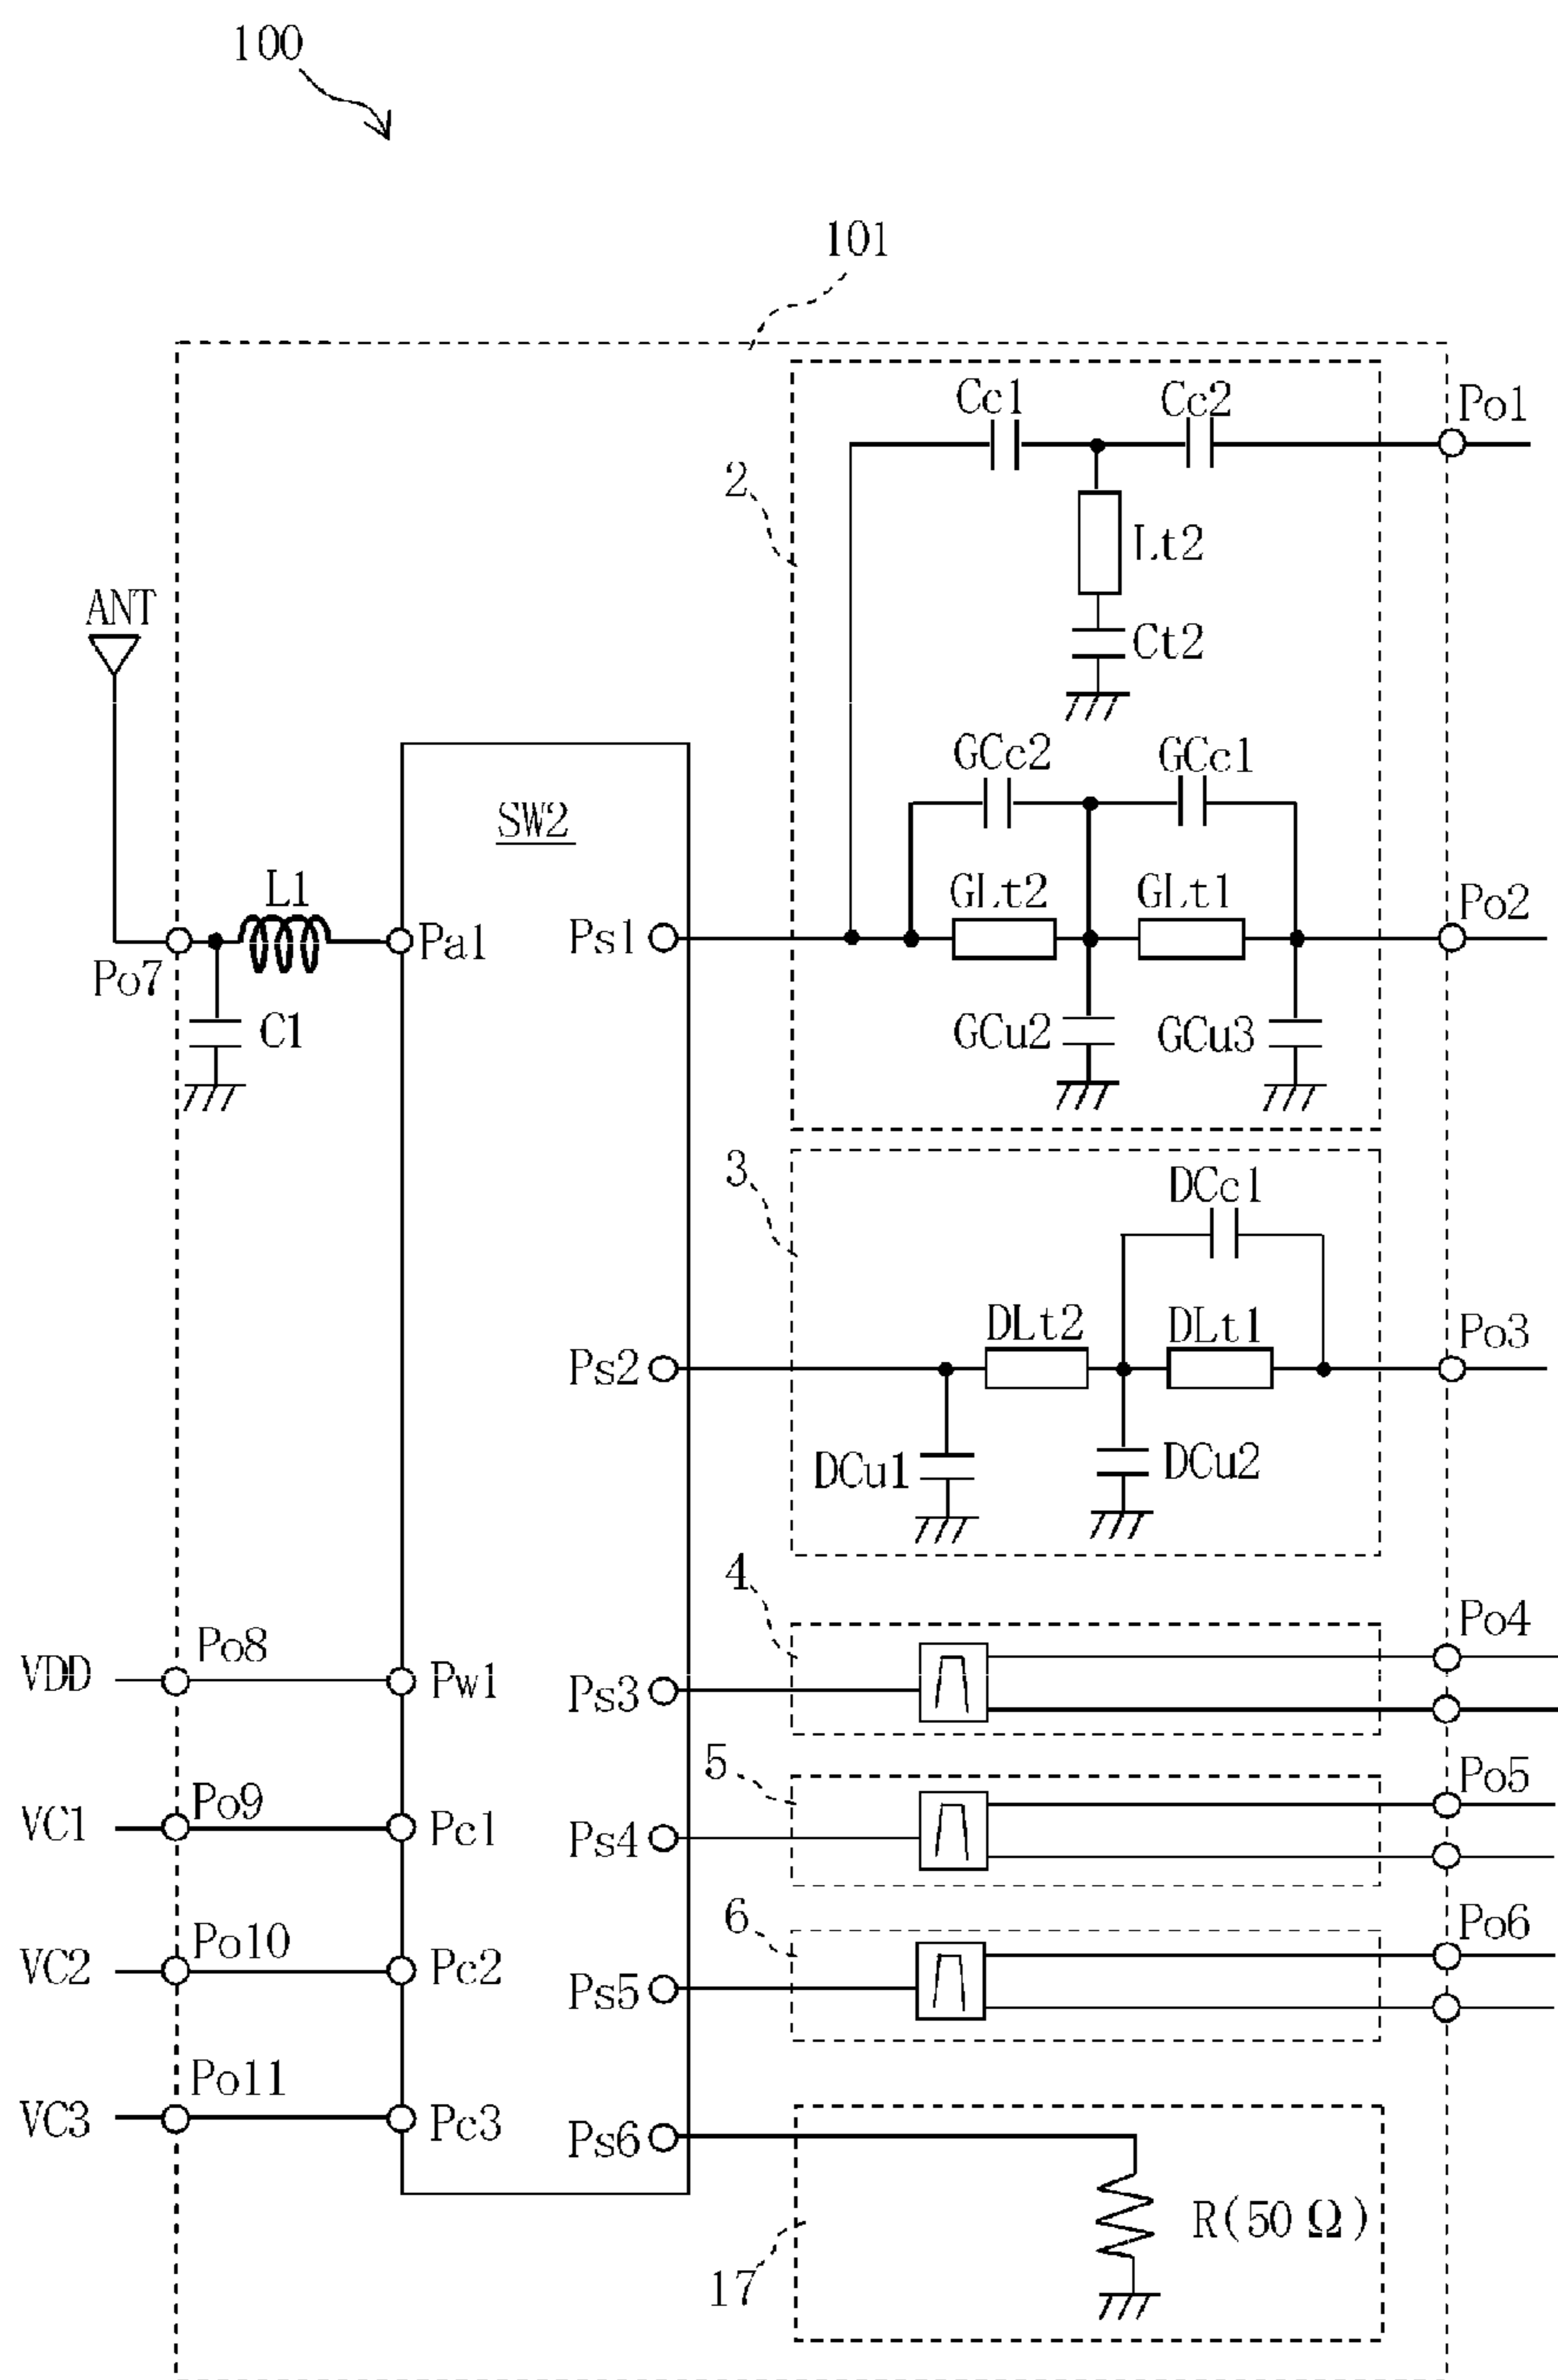 100
101
Cc1
Cc2
Po1
2
Lt2
Ct2
ANT
GCc2
GCc1
SW2
L1
GLt2
GLt1
Po2
Pa1
Ps1
Po7
C1
GCu2
GCu3
3
DCc1
DLt2
DLt1
Po3
Ps2
DCu1
DCu2
4
Po4
Po8
VDD
Pw1
Ps3
5
Po5
Po9
VC1
Pc1
Ps4
6
Po6
Po10
VC2
Pc2
Ps5
Po11
VC3
Pc3
Ps6
R(50Ω)
17